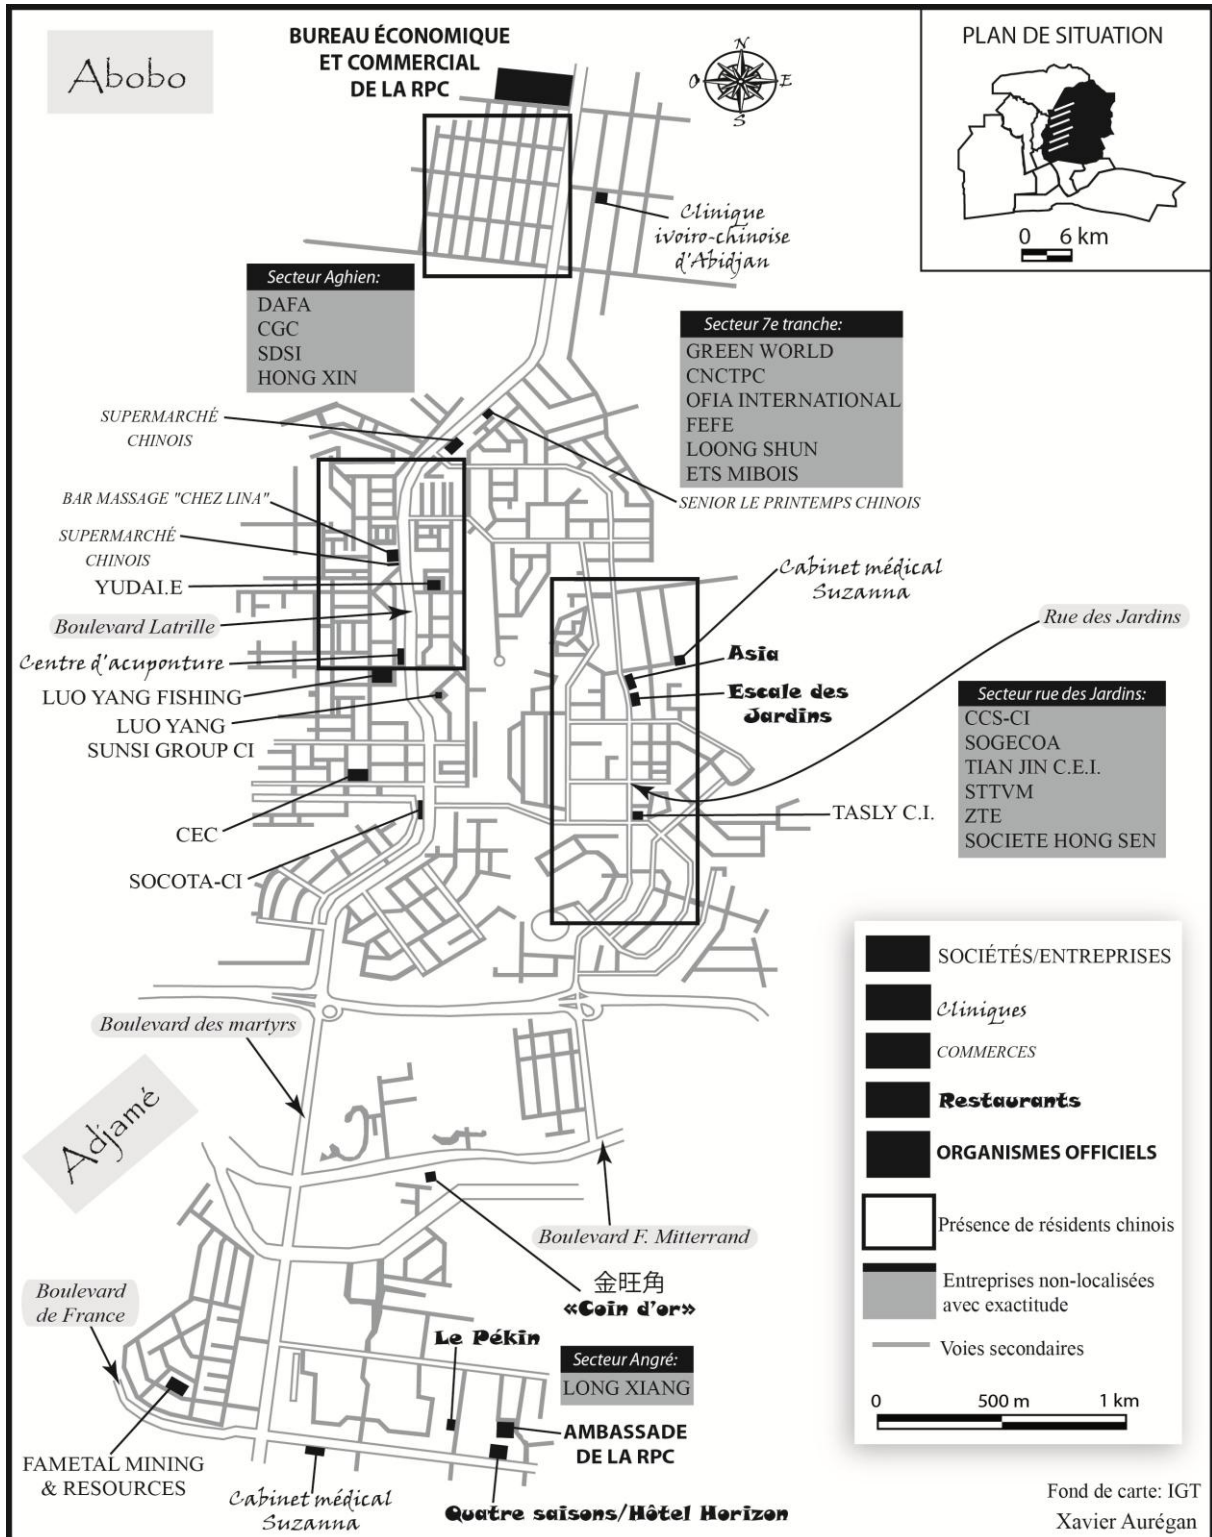 Abobo
BUREAU ÉCONOMIQUE
ET COMMERCIAL
DE LA RPC
N
O
E
S
PLAN DE SITUATION
0 6 km
Clinique
ivoiro-chinoise
d'Abidjan
Secteur Aghien:
DAFA
CGC
SDSI
HONG XIN
Secteur 7e tranche:
GREEN WORLD
CNCTPC
OFIA INTERNATIONAL
FEFE
LOONG SHUN
ETS MIBOIS
SUPERMARCHÉ
CHINOIS
SENIOR LE PRINTEMPS CHINOIS
BAR MASSAGE "CHEZ LINA"
SUPERMARCHÉ
CHINOIS
YUDAI.E
Boulevard Latrille
Centre d'acuponture
LUO YANG FISHING
LUO YANG
SUNSI GROUP CI
CEC
SOCOTA-CI
Cabinet médical
Suzanna
Rue des Jardins
Asia
Escale des
Jardins
TASLY C.I.
Secteur rue des Jardins:
CCS-CI
SOGECOA
TIAN JIN C.E.I.
STTVM
ZTE
SOCIETE HONG SEN
Boulevard des martyrs
Adjamé
Boulevard F. Mitterrand
金旺角
«Coin d'or»
Boulevard
de France
Le Pékin
Secteur Angré:
LONG XIANG
AMBASSADE
DE LA RPC
FAMETAL MINING
& RESOURCES
Cabinet médical
Suzanna
Quatre saisons/Hôtel Horizon
SOCIÉTÉS/ENTREPRISES
Cliniques
COMMERCES
Restaurants
ORGANISMES OFFICIELS
Présence de résidents chinois
Entreprises non-localisées
avec exactitude
Voies secondaires
0 500 m 1 km
Fond de carte: IGT
Xavier Aurégan